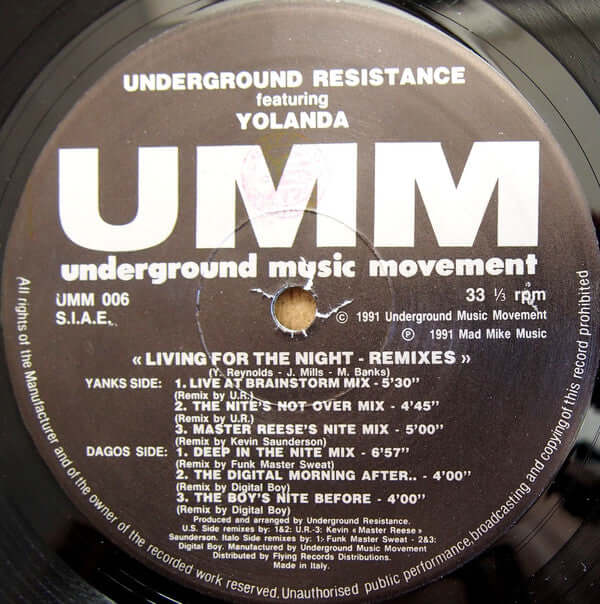 UNDERGROUND RESISTANCE
featuring
YOLANDA
UMM
underground music movement
UMM 006
S.I.A.E.
33 ⅓ rpm
© 1991 Underground Music Movement
℗ 1991 Mad Mike Music
« LIVING FOR THE NIGHT - REMIXES »
(Y. Reynolds - J. Mills - M. Banks)
YANKS SIDE: 1. LIVE AT BRAINSTORM MIX - 5'30"
(Remix by U.R.)
2. THE NITE'S NOT OVER MIX - 4'45"
(Remix by U.R.)
3. MASTER REESE'S NITE MIX - 5'00"
(Remix by Kevin Saunderson)
DAGOS SIDE: 1. DEEP IN THE NITE MIX - 6'57"
(Remix by Funk Master Sweat)
2. THE DIGITAL MORNING AFTER.. - 4'00"
(Remix by Digital Boy)
3. THE BOY'S NITE BEFORE - 4'00"
(Remix by Digital Boy)
Produced and arranged by Underground Resistance.
U.S. Side remixes by: 1&2: U.R.-3: Kevin «Master Reese»
Saunderson. Italo Side remixes by: 1: Funk Master Sweat - 2&3:
Digital Boy. Manufactured by Underground Music Movement
Distributed by Flying Records Distributions.
Made in Italy.
All rights of the Manufacturer and of the owner of the recorded work reserved. Unauthorised public performance, broadcasting and copying of this record prohibited